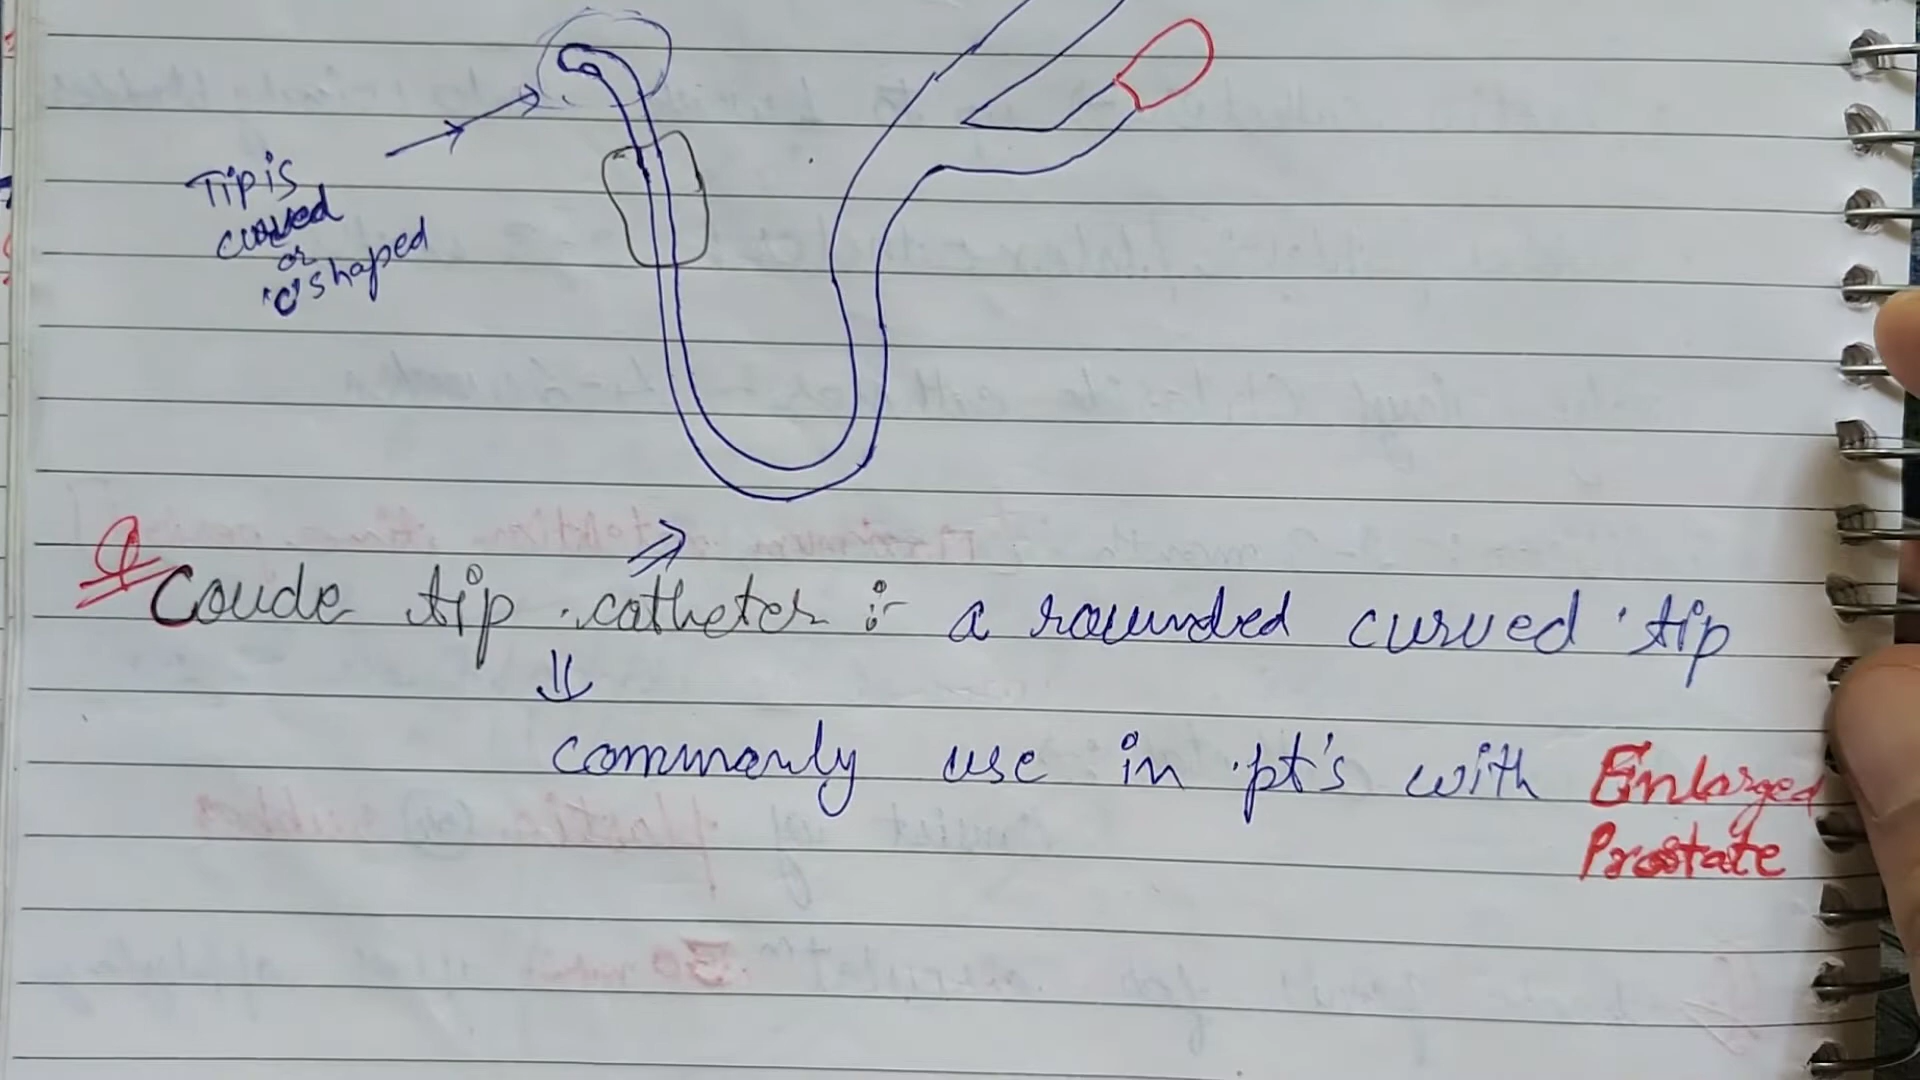 Tip is
curved
or
'C' shaped
Coude tip catheter :- a rounded curved tip
commonly use in pt's with Enlarged
Prostate